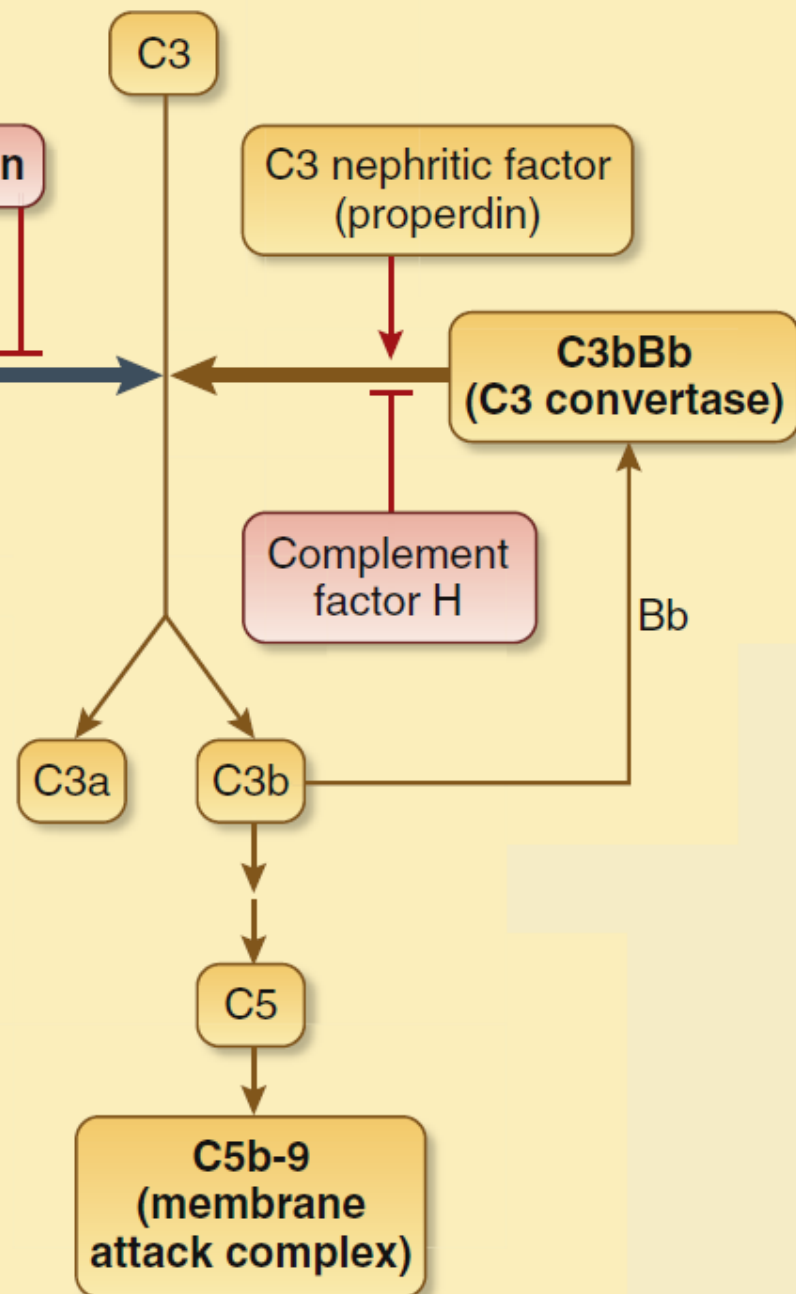 C3
n
C3 nephritic factor
(properdin)
C3bBb
(C3 convertase)
Complement
factor H
Bb
C3a
C3b
C5
C5b-9
(membrane
attack complex)